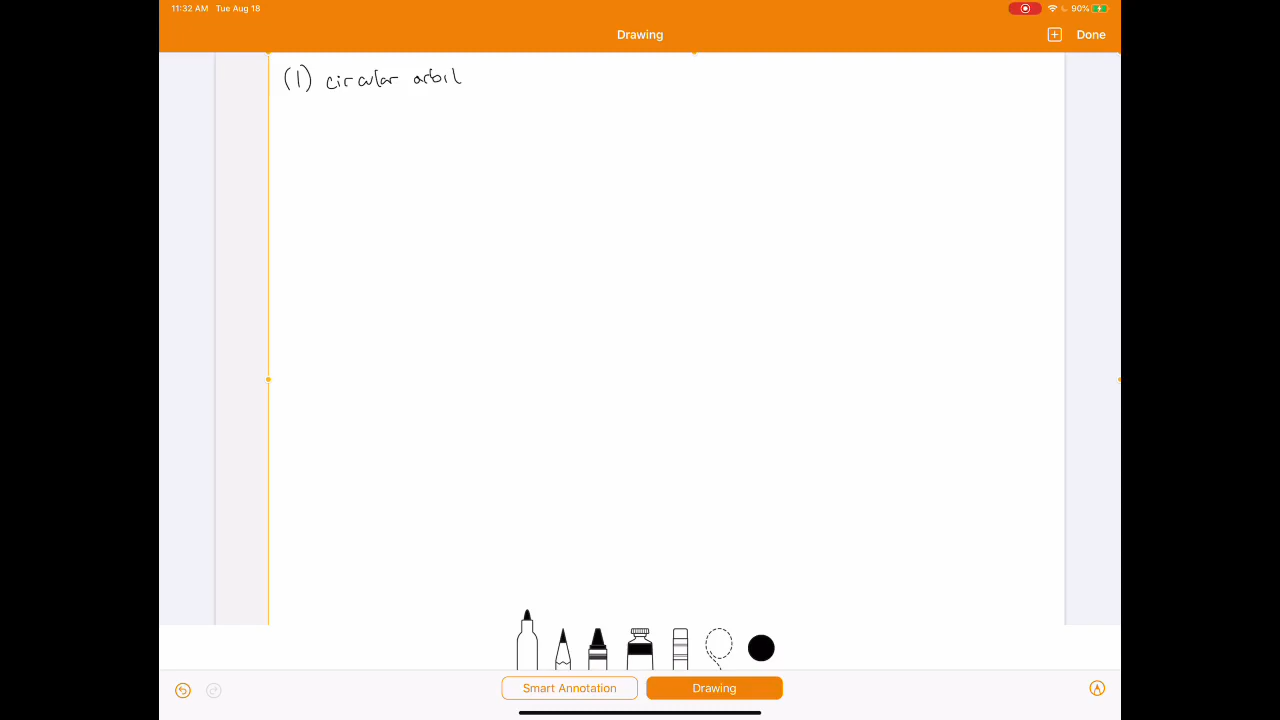 11:32 AM Tue Aug 18
90%
Drawing
Done
(1) circular orbit
Smart Annotation
Drawing